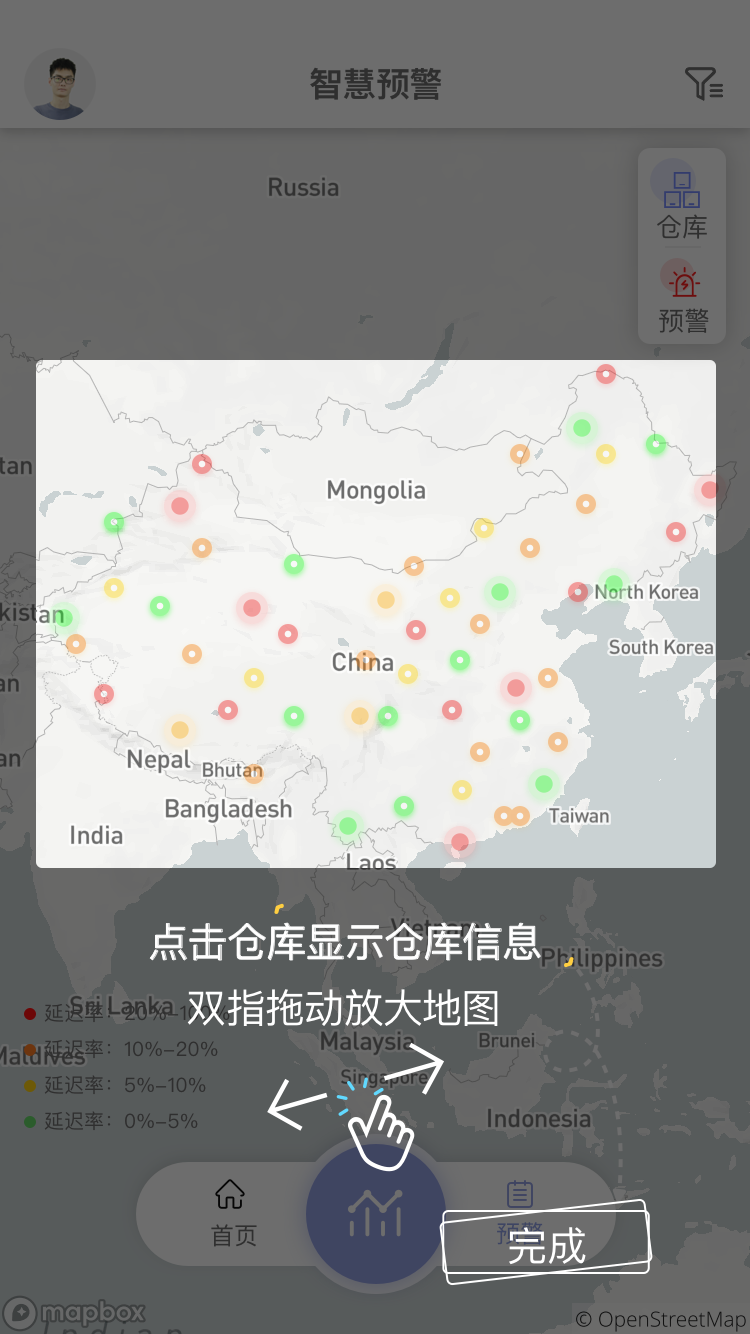 智慧预警
Russia
仓库
预警
tan
Mongolia
kistan
North Korea
South Korea
an
China
an
Nepal
Bhutan
Bangladesh
Taiwan
India
Laos
Vietnam
点击仓库显示仓库信息
Philippines
双指拖动放大地图
Sri Lanka
延迟率：20%-100%
Malaysia
Brunei
Maldives
延迟率：10%-20%
Singapore
延迟率：5%-10%
延迟率：0%-5%
Indonesia
首页
预警
完成
mapbox
© OpenStreetMap
Indian